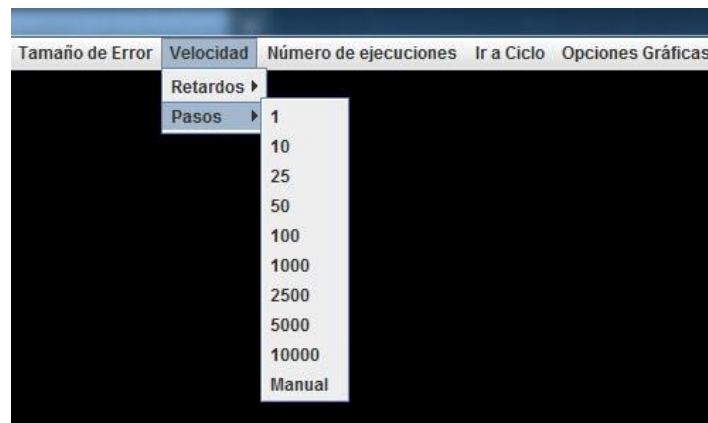 Tamaño de Error Velocidad Número de ejecuciones Ir a Ciclo Opciones Gráficas
Retardos
Pasos
1
10
25
50
100
1000
2500
5000
10000
Manual